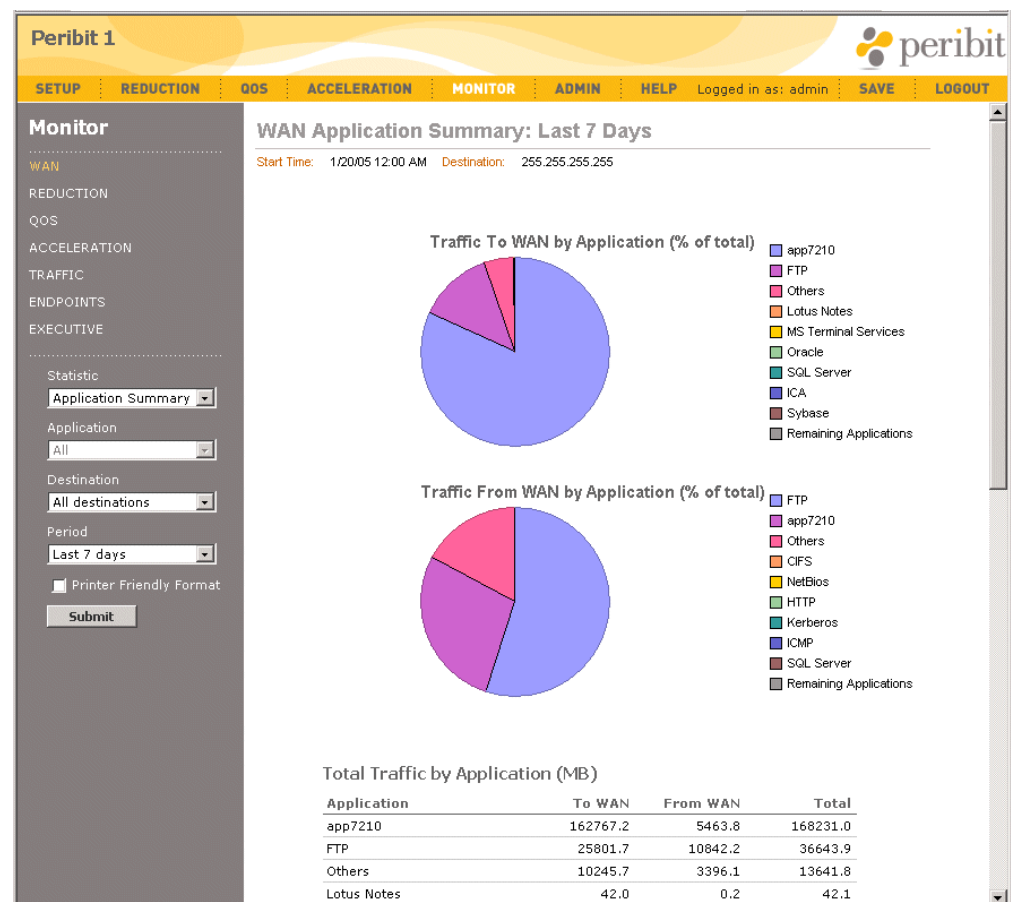 Peribit 1
peribit
SETUP REDUCTION QOS ACCELERATION MONITOR ADMIN HELP Logged in as: admin SAVE LOGOUT
Monitor
WAN
REDUCTION
QOS
ACCELERATION
TRAFFIC
ENDPOINTS
EXECUTIVE
Statistic
Application Summary
Application
All
Destination
All destinations
Period
Last 7 days
Printer Friendly Format
Submit
WAN Application Summary: Last 7 Days
Start Time: 1/20/05 12:00 AM Destination: 255.255.255.255
Traffic To WAN by Application (% of total)
app7210
FTP
Others
Lotus Notes
MS Terminal Services
Oracle
SQL Server
ICA
Sybase
Remaining Applications
Traffic From WAN by Application (% of total)
FTP
app7210
Others
CIFS
NetBios
HTTP
Kerberos
ICMP
SQL Server
Remaining Applications
Total Traffic by Application (MB)
Application To WAN From WAN Total
app7210 162767.2 5463.8 168231.0
FTP 25801.7 10842.2 36643.9
Others 10245.7 3396.1 13641.8
Lotus Notes 42.0 0.2 42.1